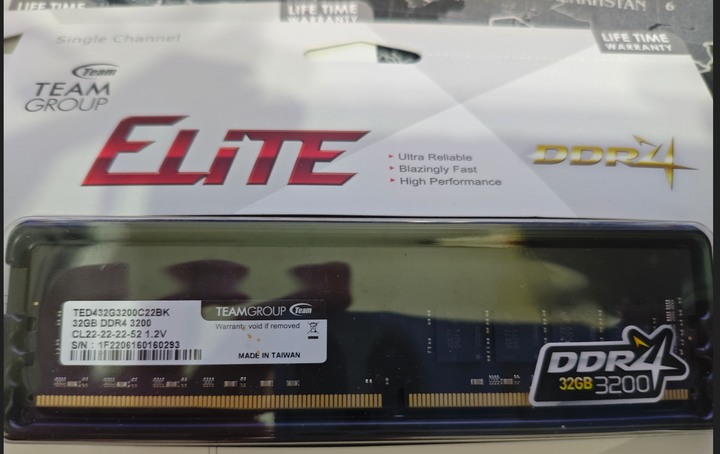 LIFE TIME
LIFE TIME
6
Single Channel
LIFE TIME
WARRANTY
Team
TEAM
GROUP
ELiTE
Ultra Reliable
Blazingly Fast
High Performance
DDR4
TED432G3200C22BK
32GB DDR4 3200
CL22-22-22-52 1.2V
S/N : 1F2206160160293
TEAMGROUP Team
Warranty void if removed
MADE IN TAIWAN
DDR4
32GB 3200